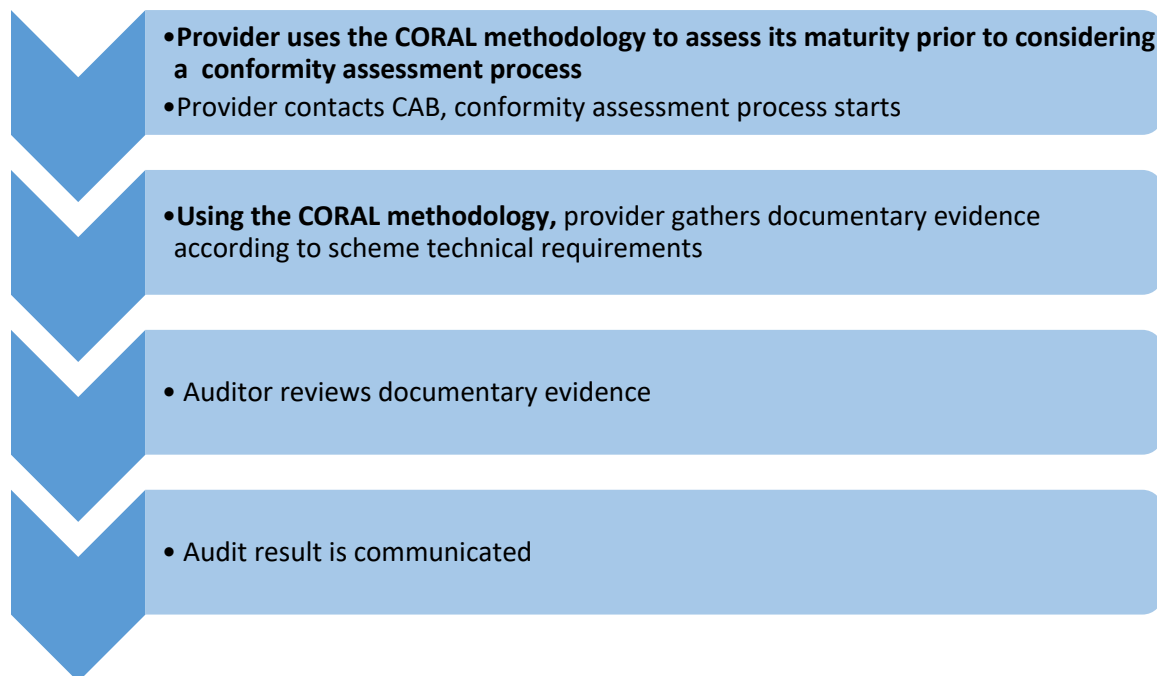 •Provider uses the CORAL methodology to assess its maturity prior to considering
a conformity assessment process
•Provider contacts CAB, conformity assessment process starts
•Using the CORAL methodology, provider gathers documentary evidence
according to scheme technical requirements
• Auditor reviews documentary evidence
• Audit result is communicated